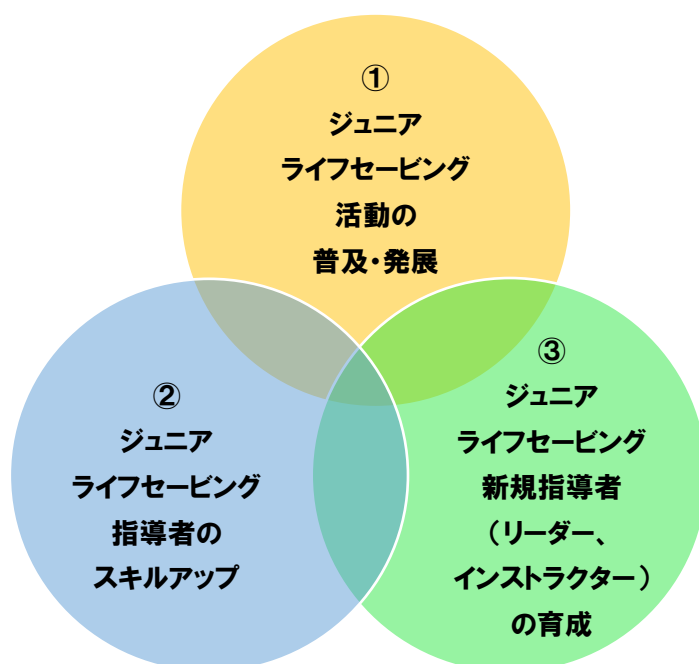 ①
ジュニア
ライフセービング
活動の
普及・発展
②
ジュニア
ライフセービング
指導者の
スキルアップ
③
ジュニア
ライフセービング
新規指導者
（リーダー、
インストラクター）
の育成